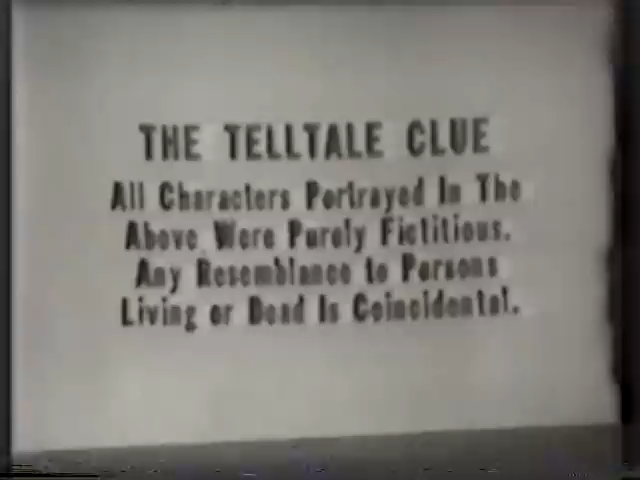 THE TELLTALE CLUE
All Characters Portrayed In The
Above Were Purely Fictitious.
Any Resemblance to Persons
Living or Dead Is Coincidental.